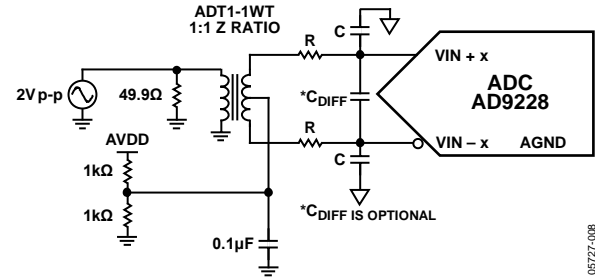 ADT1-1WT
1:1 Z RATIO
C
R
VIN + x
ADC
AD9228
2V p-p
49.9Ω
*CDIFF
R
VIN – x
AGND
AVDD
C
1kΩ
1kΩ
*CDIFF IS OPTIONAL
0.1µF
05727-008